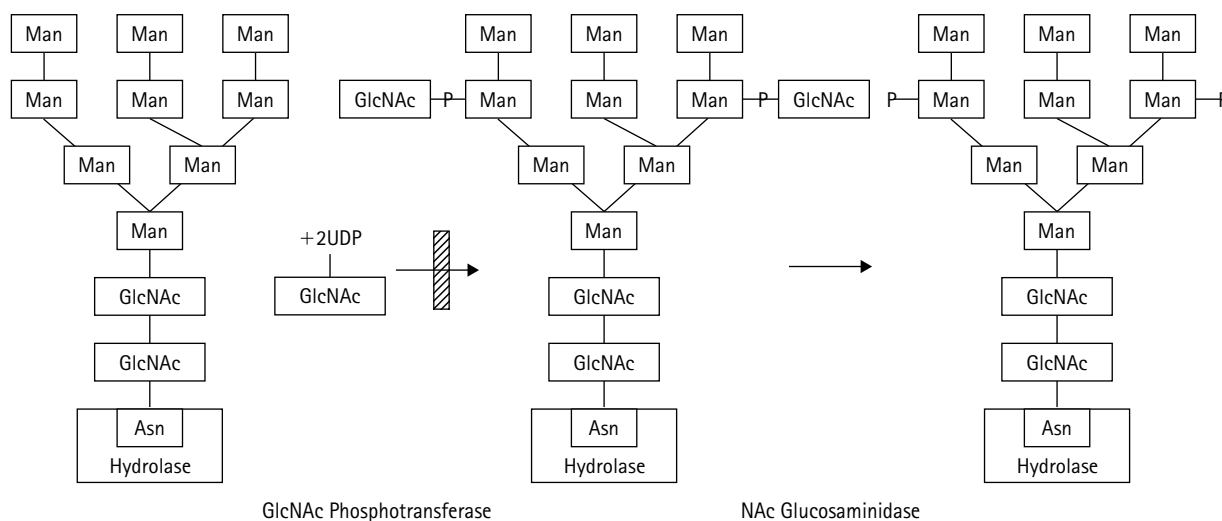 Man Man Man Man Man Man Man Man Man
Man Man Man GlcNAc P Man Man Man P GlcNAc P Man Man Man P
Man Man Man Man Man Man
Man Man Man
+2UDP
GlcNAc GlcNAc GlcNAc GlcNAc
GlcNAc GlcNAc GlcNAc
Asn Asn Asn
Hydrolase Hydrolase Hydrolase
GlcNAc Phosphotransferase NAc Glucosaminidase